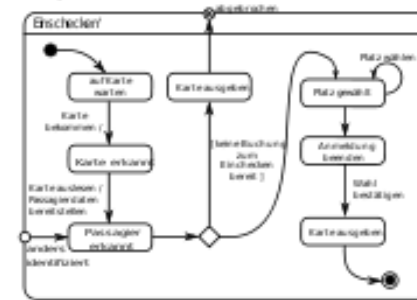 abgebrochen
Einschecken
auf Karte
warten
Karte ausgeben
Platz wählen
Platz gewählt
Karte
bekommen /
[ keine Buchung
zum
Einchecken
bereit ]
Karte erkannt
Anmeldung
beenden
Karte auslesen /
Passagierdaten
bereitstellen
Wahl
bestätigen
Passagier
erkannt
Karte ausgeben
anders
identifiziert